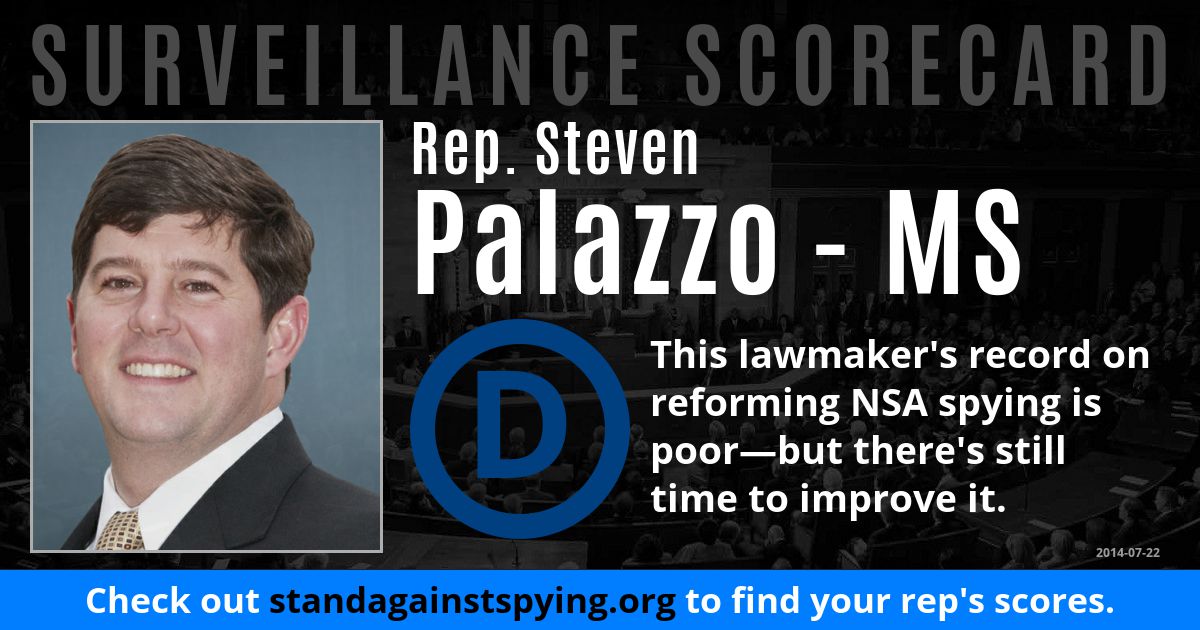 SURVEILLANCE SCORECARD
Rep. Steven
Palazzo - MS
D
This lawmaker's record on
reforming NSA spying is
poor—but there's still
time to improve it.
2014-07-22
Check out standagainstspying.org to find your rep's scores.